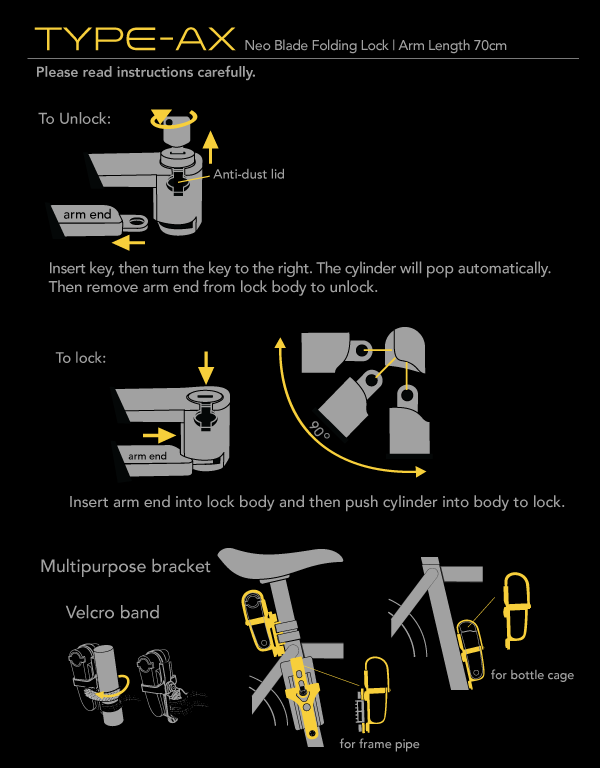 TYPE-AX Neo Blade Folding Lock | Arm Length 70cm
Please read instructions carefully.
To Unlock:
Anti-dust lid
arm end
Insert key, then turn the key to the right. The cylinder will pop automatically.
Then remove arm end from lock body to unlock.
To lock:
90°
arm end
Insert arm end into lock body and then push cylinder into body to lock.
Multipurpose bracket
Velcro band
for bottle cage
for frame pipe